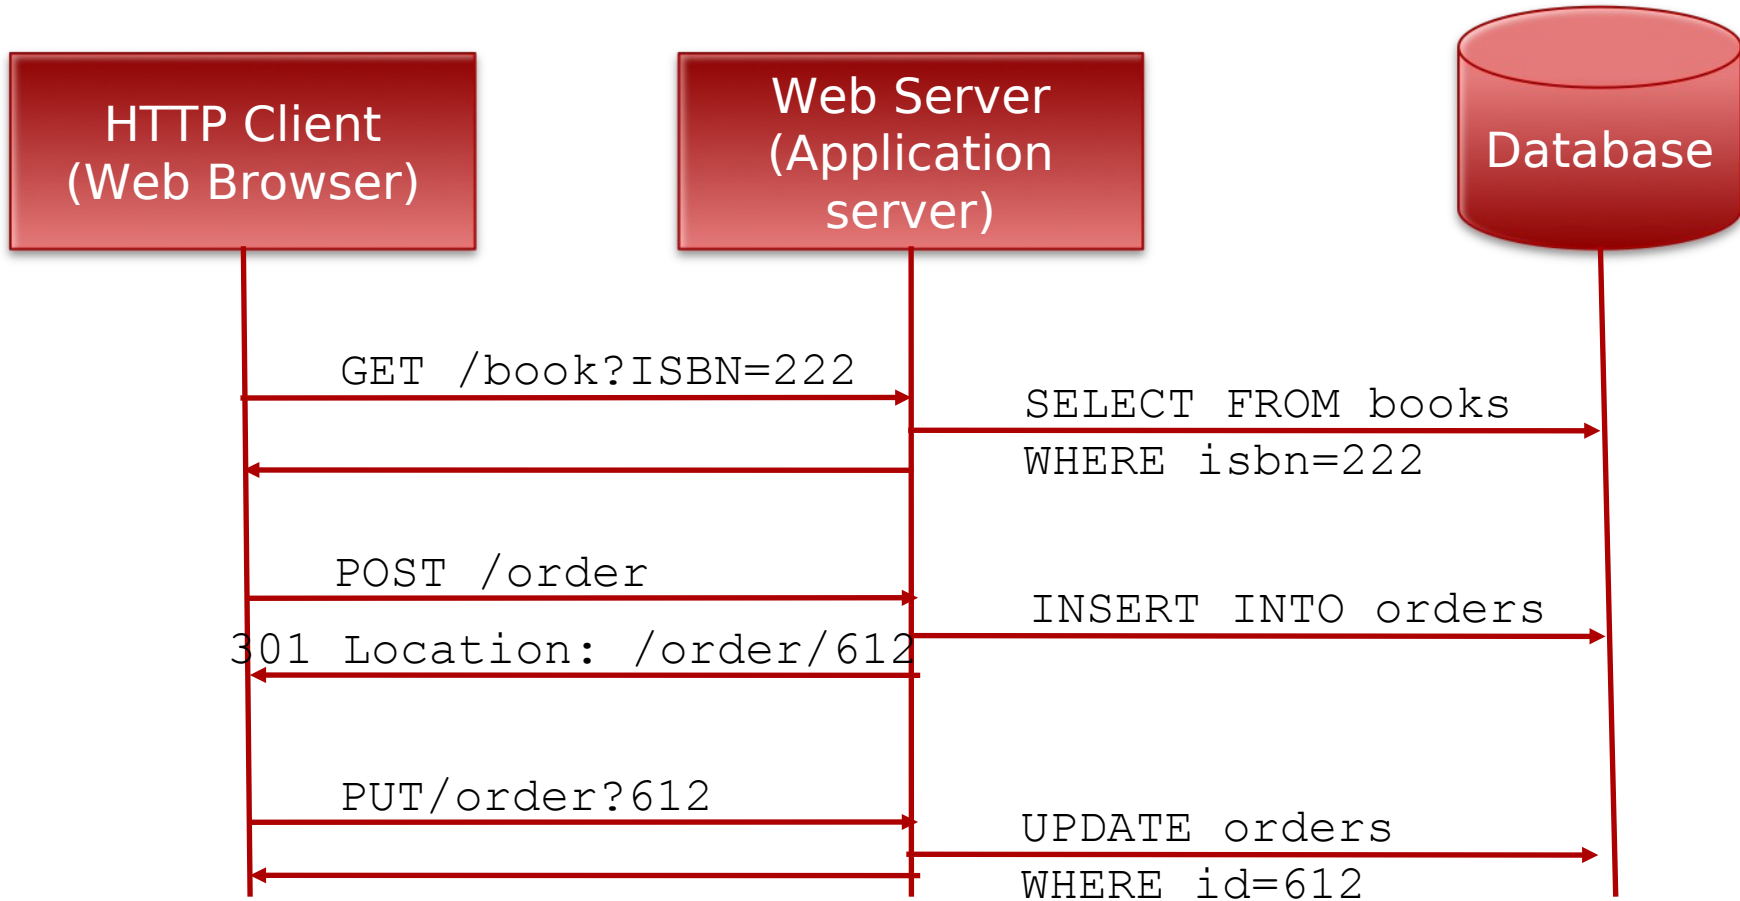 HTTP Client
(Web Browser)
Web Server
(Application
server)
Database
GET /book?ISBN=222
SELECT FROM books
WHERE isbn=222
POST /order
INSERT INTO orders
301 Location: /order/612
PUT/order?612
UPDATE orders
WHERE id=612